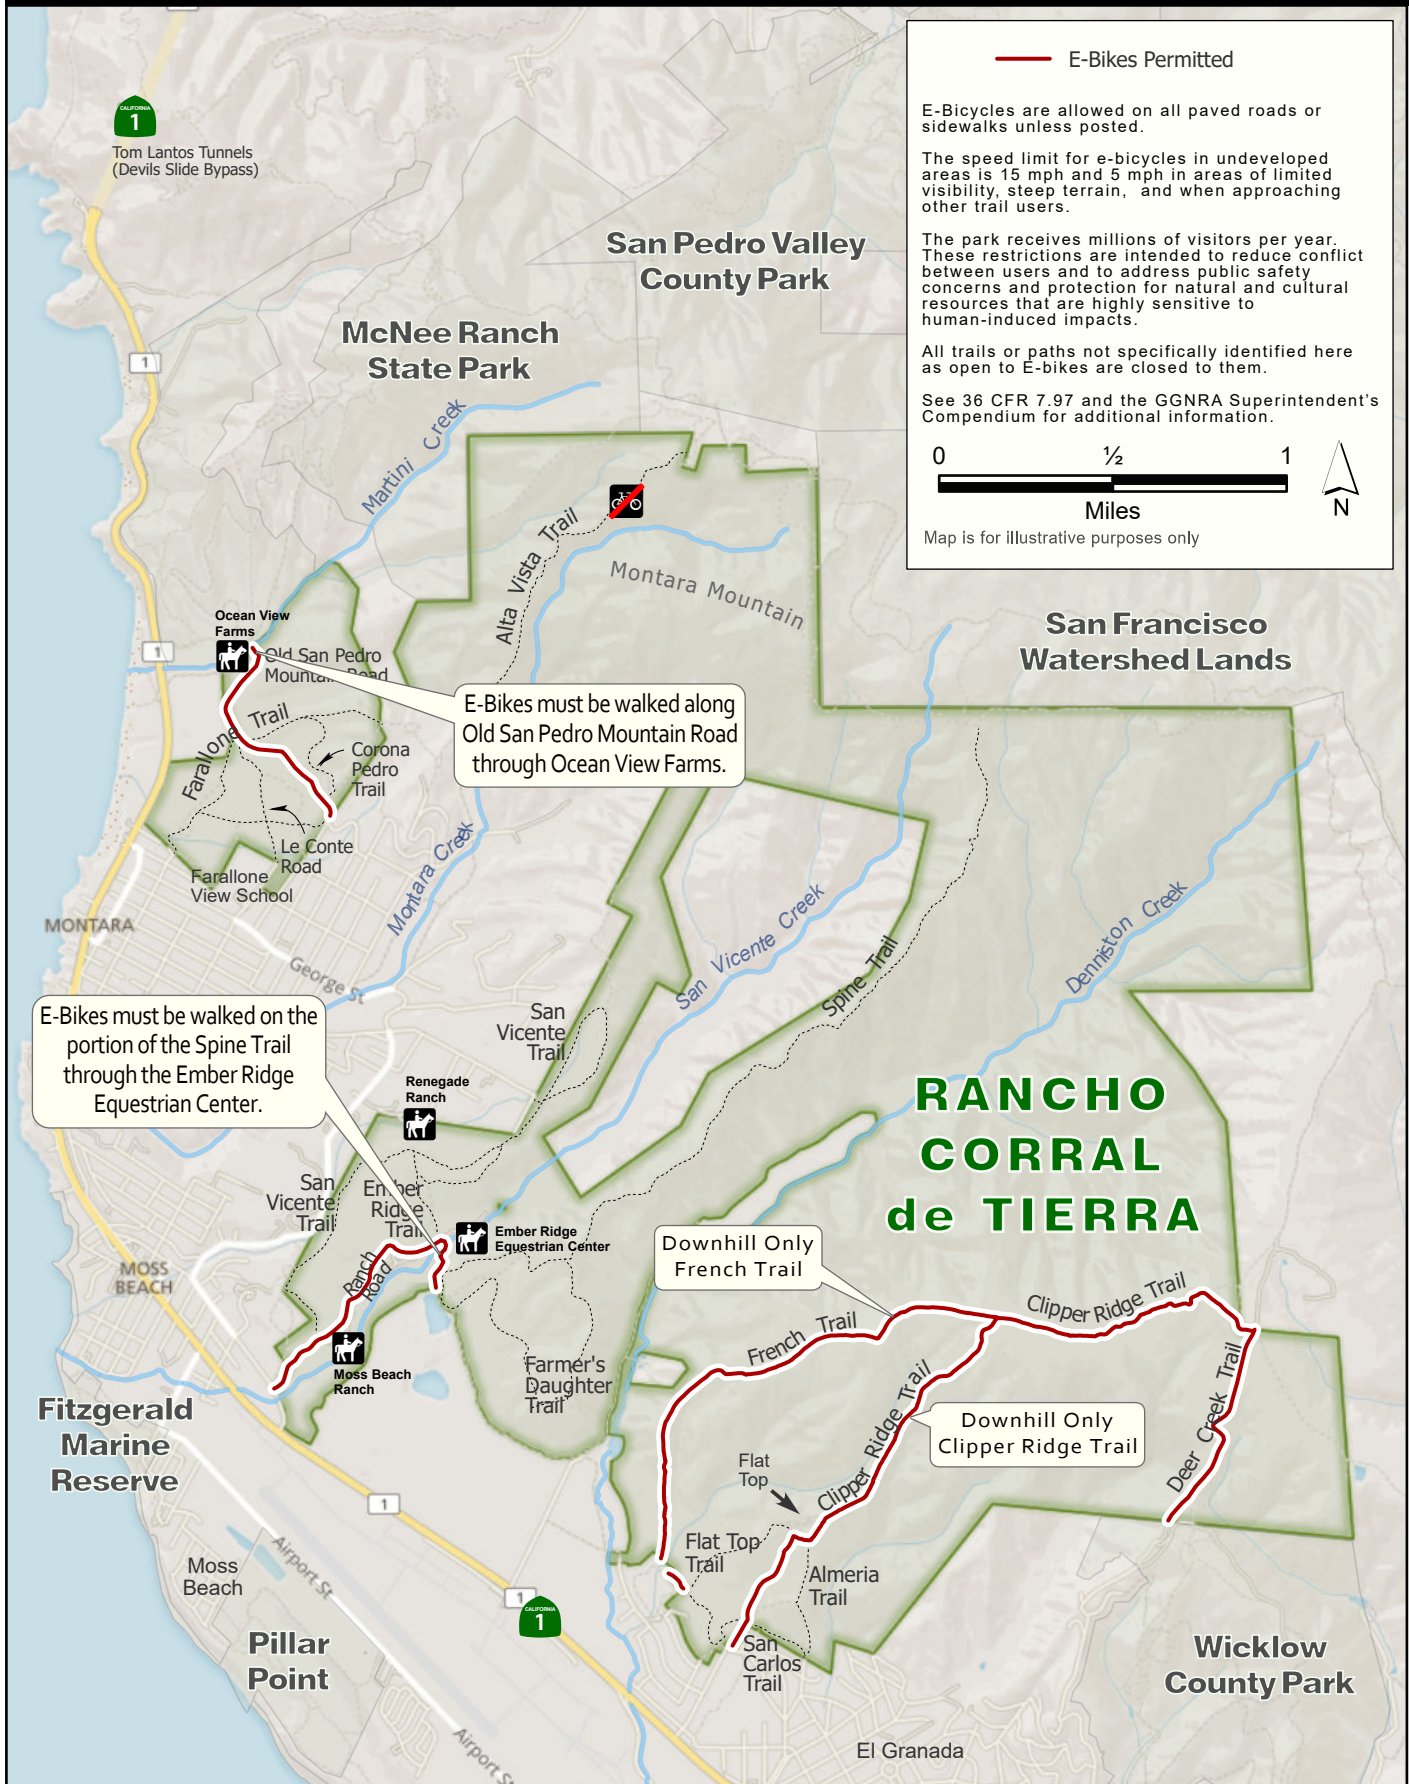 E-Bikes Permitted
E-Bicycles are allowed on all paved roads or
sidewalks unless posted.
The speed limit for e-bicycles in undeveloped
areas is 15 mph and 5 mph in areas of limited
visibility, steep terrain, and when approaching
other trail users.
The park receives millions of visitors per year.
These restrictions are intended to reduce conflict
between users and to address public safety
concerns and protection for natural and cultural
resources that are highly sensitive to
human-induced impacts.
All trails or paths not specifically identified here
as open to E-bikes are closed to them.
See 36 CFR 7.97 and the GGNRA Superintendent's
Compendium for additional information.
0 ½ 1
Miles
N
Map is for illustrative purposes only
CALIFORNIA
1
Tom Lantos Tunnels
(Devils Slide Bypass)
San Pedro Valley
County Park
McNee Ranch
State Park
1
Martini Creek
Alta Vista Trail
Montara Mountain
San Francisco
Watershed Lands
Ocean View
Farms
1
Old San Pedro
Mountain Road
E-Bikes must be walked along
Old San Pedro Mountain Road
through Ocean View Farms.
Farallone Trail
Corona
Pedro
Trail
Le Conte
Road
Farallone
View School
MONTARA
Montara Creek
George St
San Vicente Creek
Spine Trail
Denniston Creek
E-Bikes must be walked on the
portion of the Spine Trail
through the Ember Ridge
Equestrian Center.
San
Vicente
Trail
Renegade
Ranch
RANCHO
CORRAL
de TIERRA
San
Vicente
Trail
Ember
Ridge
Trail
Ember Ridge
Equestrian Center
MOSS
BEACH
Ranch
Road
Downhill Only
French Trail
Clipper Ridge Trail
French Trail
Moss Beach
Ranch
Farmer's
Daughter
Trail
Clipper Ridge Trail
Deer Creek Trail
Downhill Only
Clipper Ridge Trail
Fitzgerald
Marine
Reserve
Flat
Top
1
Flat Top
Trail
Almeria
Trail
Moss
Beach
Airport St
1
CALIFORNIA
1
Pillar
Point
San
Carlos
Trail
Wicklow
County Park
Airport St
El Granada